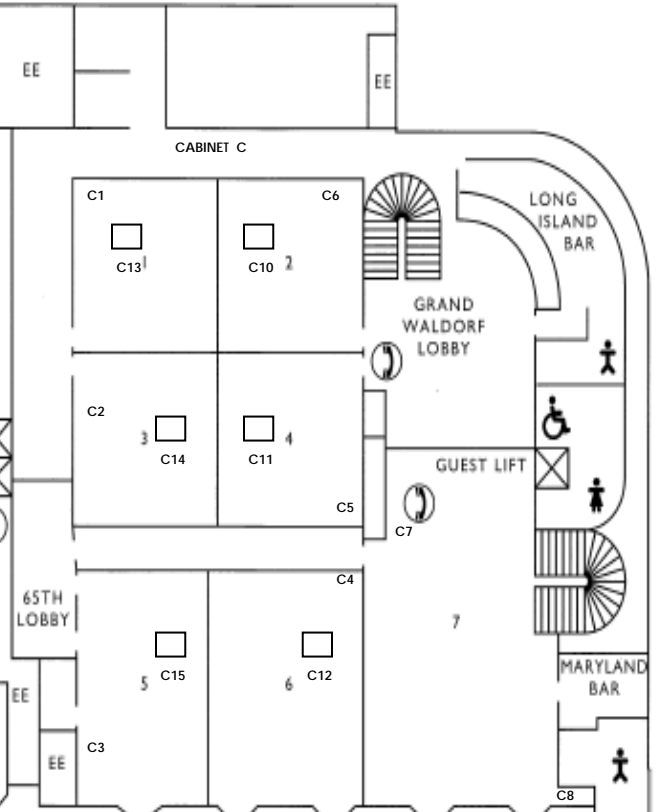 EE
EE
CABINET C
C1
C6
LONG
ISLAND
BAR
C13
1
C10
2
GRAND
WALDORF
LOBBY
C2
3
C14
C11
4
GUEST LIFT
C5
C7
C4
65TH
LOBBY
7
MARYLAND
BAR
5
C15
6
C12
EE
C3
EE
C8